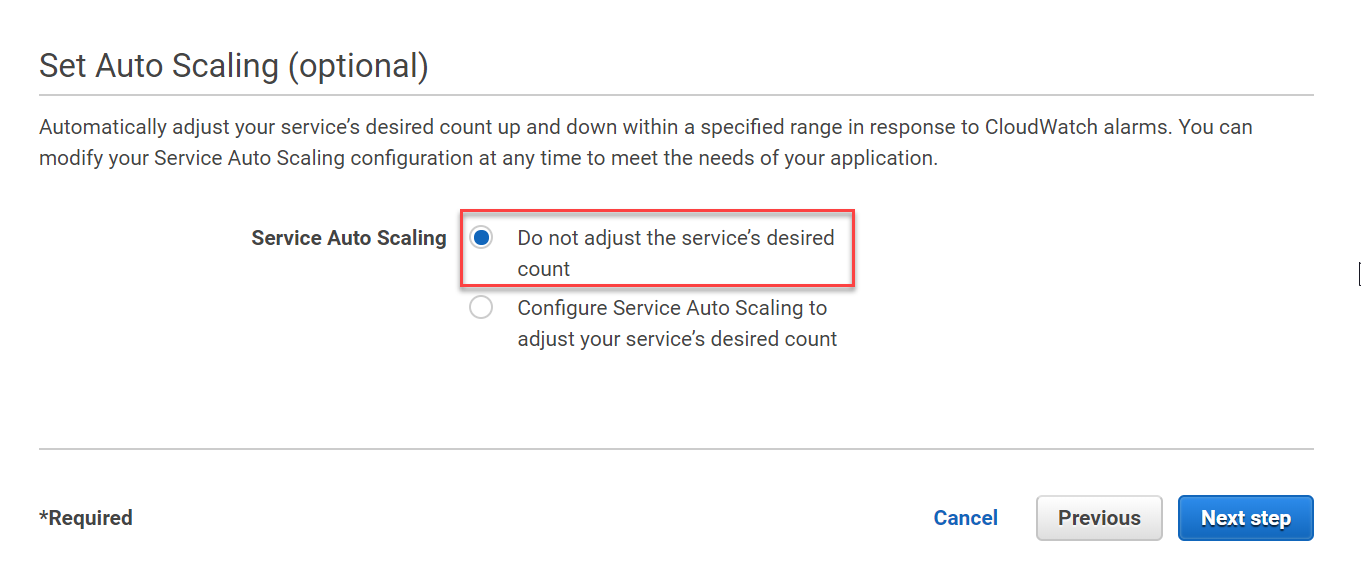 Set Auto Scaling (optional)
Automatically adjust your service’s desired count up and down within a specified range in response to CloudWatch alarms. You can
modify your Service Auto Scaling configuration at any time to meet the needs of your application.
Service Auto Scaling
Do not adjust the service’s desired
count
Configure Service Auto Scaling to
adjust your service’s desired count
*Required
Cancel
Previous
Next step